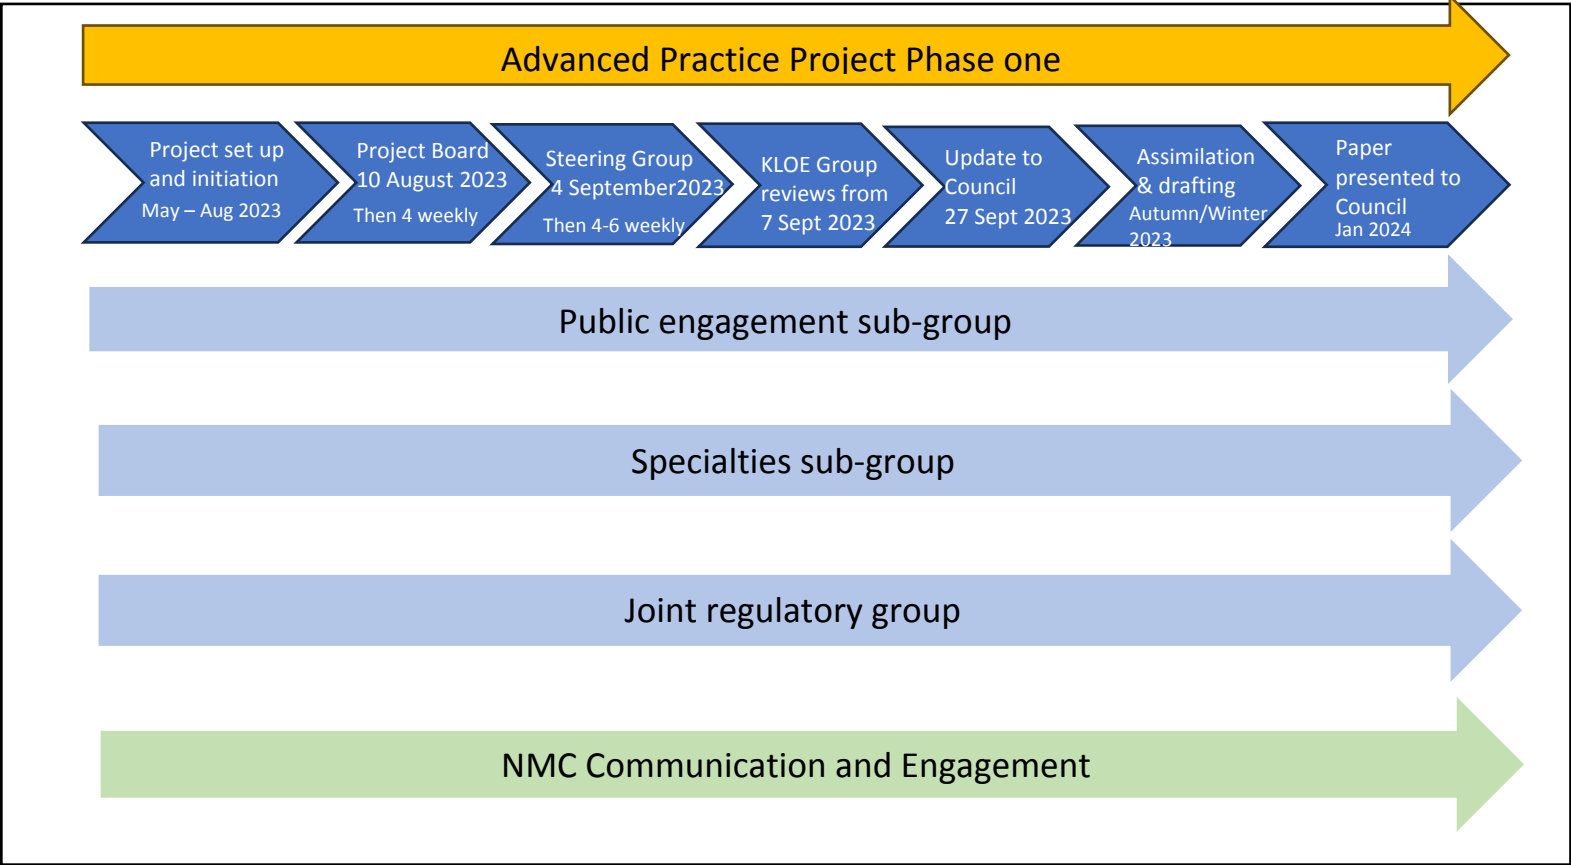 Advanced Practice Project Phase one
Project set up
and initiation
May – Aug 2023
Project Board
10 August 2023
Then 4 weekly
Steering Group
4 September2023
Then 4-6 weekly
KLOE Group
reviews from
7 Sept 2023
Update to
Council
27 Sept 2023
Assimilation
& drafting
Autumn/Winter
2023
Paper
presented to
Council
Jan 2024
Public engagement sub-group
Specialties sub-group
Joint regulatory group
NMC Communication and Engagement